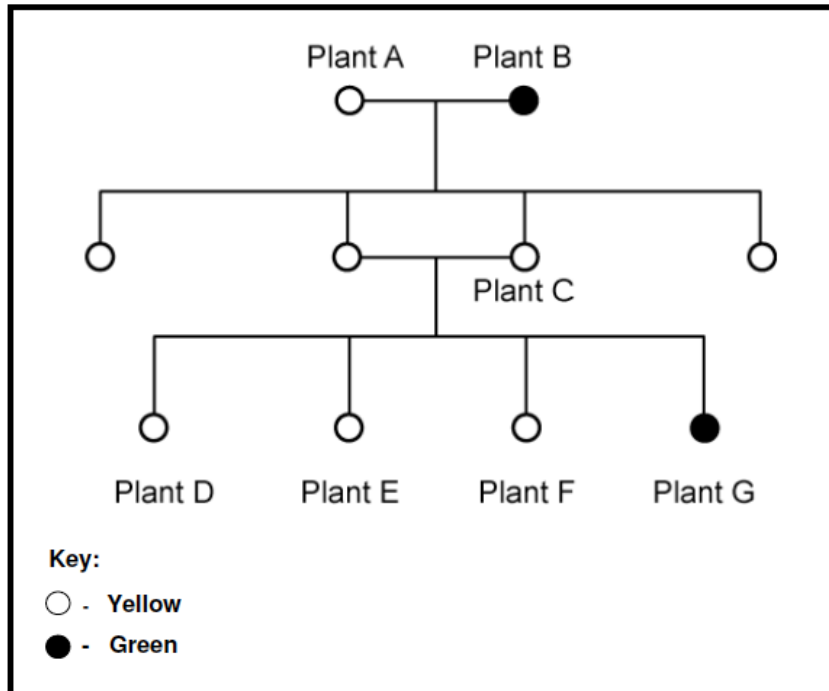 Plant A Plant B
Plant C
Plant D Plant E Plant F Plant G
Key:
- Yellow
- Green